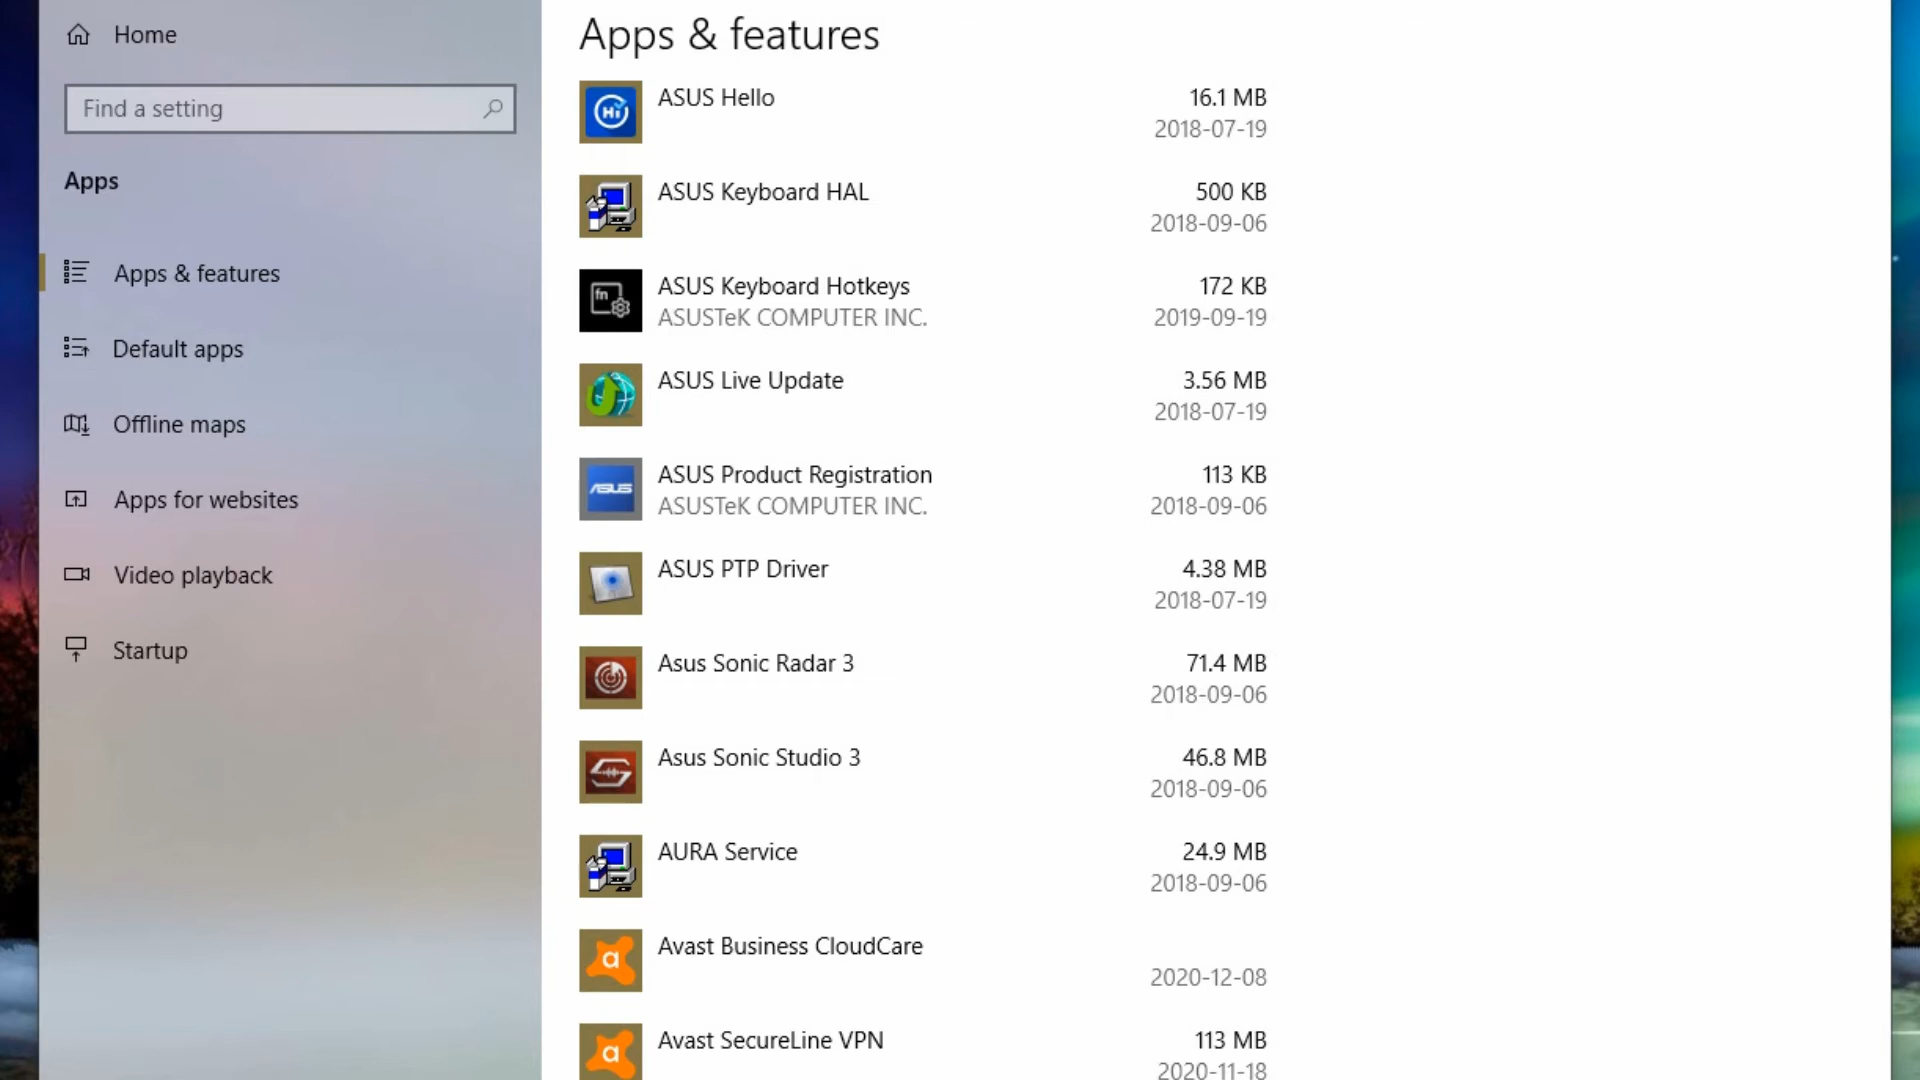 Home
Find a setting
Apps
Apps & features
Default apps
Offline maps
Apps for websites
Video playback
Startup
Apps & features
Hi
ASUS Hello
16.1 MB
2018-07-19
ASUS Keyboard HAL
500 KB
2018-09-06
fn
ASUS Keyboard Hotkeys
172 KB
ASUSTeK COMPUTER INC.
2019-09-19
ASUS Live Update
3.56 MB
2018-07-19
ASUS
ASUS Product Registration
113 KB
ASUSTeK COMPUTER INC.
2018-09-06
ASUS PTP Driver
4.38 MB
2018-07-19
Asus Sonic Radar 3
71.4 MB
2018-09-06
Asus Sonic Studio 3
46.8 MB
2018-09-06
AURA Service
24.9 MB
2018-09-06
a
Avast Business CloudCare
2020-12-08
a
Avast SecureLine VPN
113 MB
2020-11-18